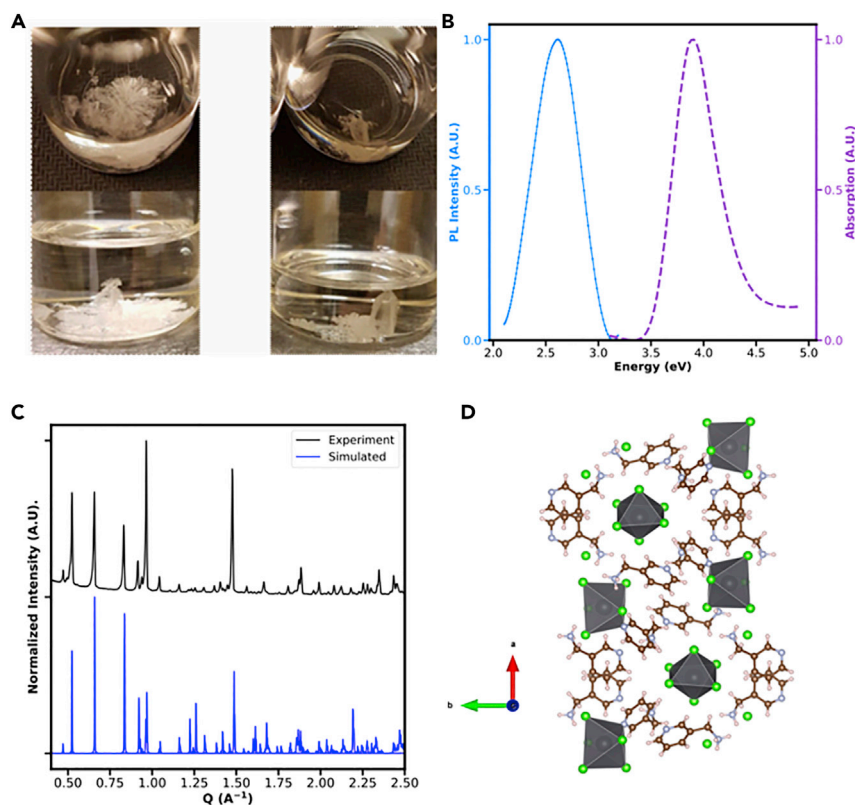 A
B
1.0
0.5
0.0
PL Intensity (A.U.)
1.0
0.5
0.0
Absorption (A.U.)
2.0 2.5 3.0 3.5 4.0 4.5 5.0
Energy (eV)
C
Experiment
Simulated
Normalized Intensity (A.U).
0.50 0.75 1.00 1.25 1.50 1.75 2.00 2.25 2.50
Q (A⁻¹)
D
a
b